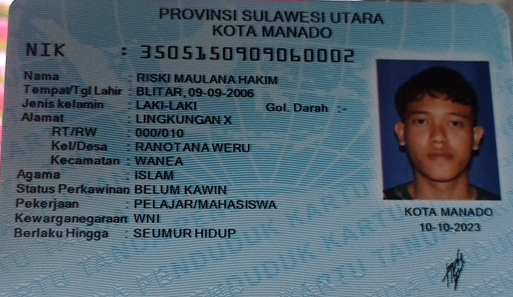 PROVINSI SULAWESI UTARA
KOTA MANADO
NIK : 3505150909060002
Nama : RISKI MAULANA HAKIM
Tempat/Tgl Lahir : BLITAR, 09-09-2006
Jenis kelamin : LAKI-LAKI Gol. Darah :-
Alamat : LINGKUNGAN X
RT/RW : 000/010
Kel/Desa : RANOTANA WERU
Kecamatan : WANEA
Agama : ISLAM
Status Perkawinan BELUM KAWIN
Pekerjaan : PELAJAR/MAHASISWA
Kewarganegaraan WNI
Berlaku Hingga : SEUMUR HIDUP
KOTA MANADO
10-10-2023